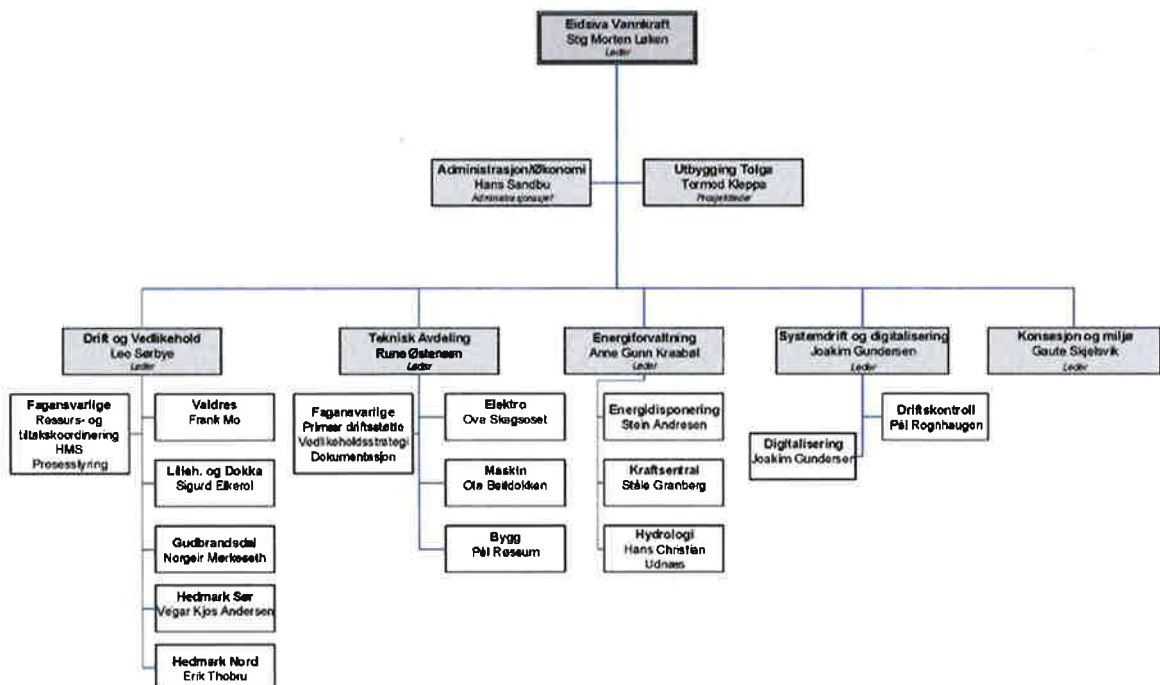 Eidsiva Vannkraft
Stig Morten Løken
Leder
Administrasjon/Økonomi
Hans Sandbu
Utbygging Tolga
Tormod Kleppa
Prosjektleder
Drift og Vedlikehold
Leo Sørbye
Leder
Fagansvarlige
Ressurs- og
tiltakskoordinering
HMS
Prosesstyring
Valdres
Frank Mo
Lilleh. og Dokka
Sigurd
Gudbrandsdal
Norgeir
Hedmark Sør
Vegar Kjos Andersen
Hedmark Nord
Erik Thobru
Teknisk Avdeling
Rune Østensen
Leder
Fagansvarlige
Primær driftsstøtte
Vedlikeholdsstrategi
Dokumentasjon
Elektro
Ove Skagsoset
Maskin
Ola Beitdokken
Bygg
Pål Røseum
Energiforvaltning
Anne Gunn Kraabøl
Leder
Energidisponering
Stein Andresen
Kraftsentral
Ståle Granberg
Hydrologi
Hans Christian
Udnæs
Systemdrift og digitalisering
Joakim Gundersen
Leder
Digitalisering
Joakim Gundersen
Driftskontroll
Pål Rognhaugen
Konsesjon og miljø
Gaute Skjelsvik
Leder